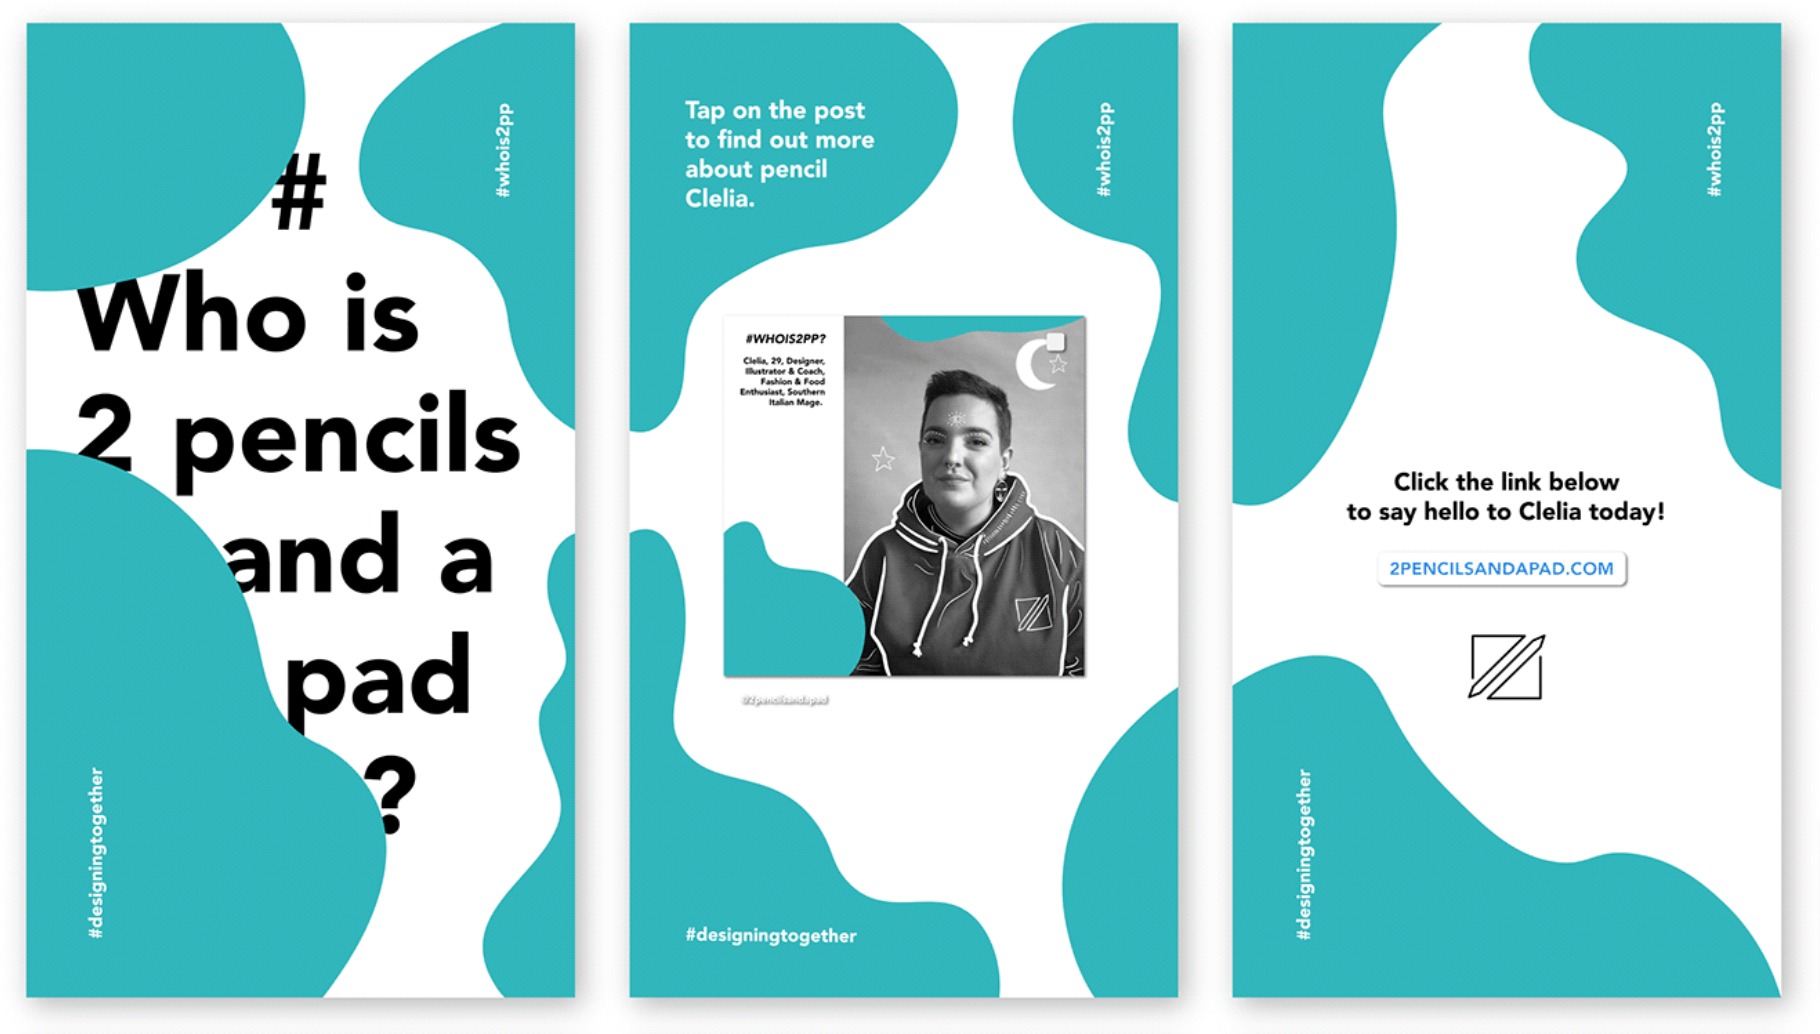 #
Who is
2 pencils
and a
pad
?
#whois2pp
#designingtogether
Tap on the post
to find out more
about pencil
Clelia.
#whois2pp
#WHOIS2PP?
Clelia, 29, Designer,
Illustrator & Coach,
Fashion & Food
Enthusiast, Southern
Italian Mage.
@2pencilsandapad
#designingtogether
#whois2pp
Click the link below
to say hello to Clelia today!
2PENCILSANDAPAD.COM
#designingtogether